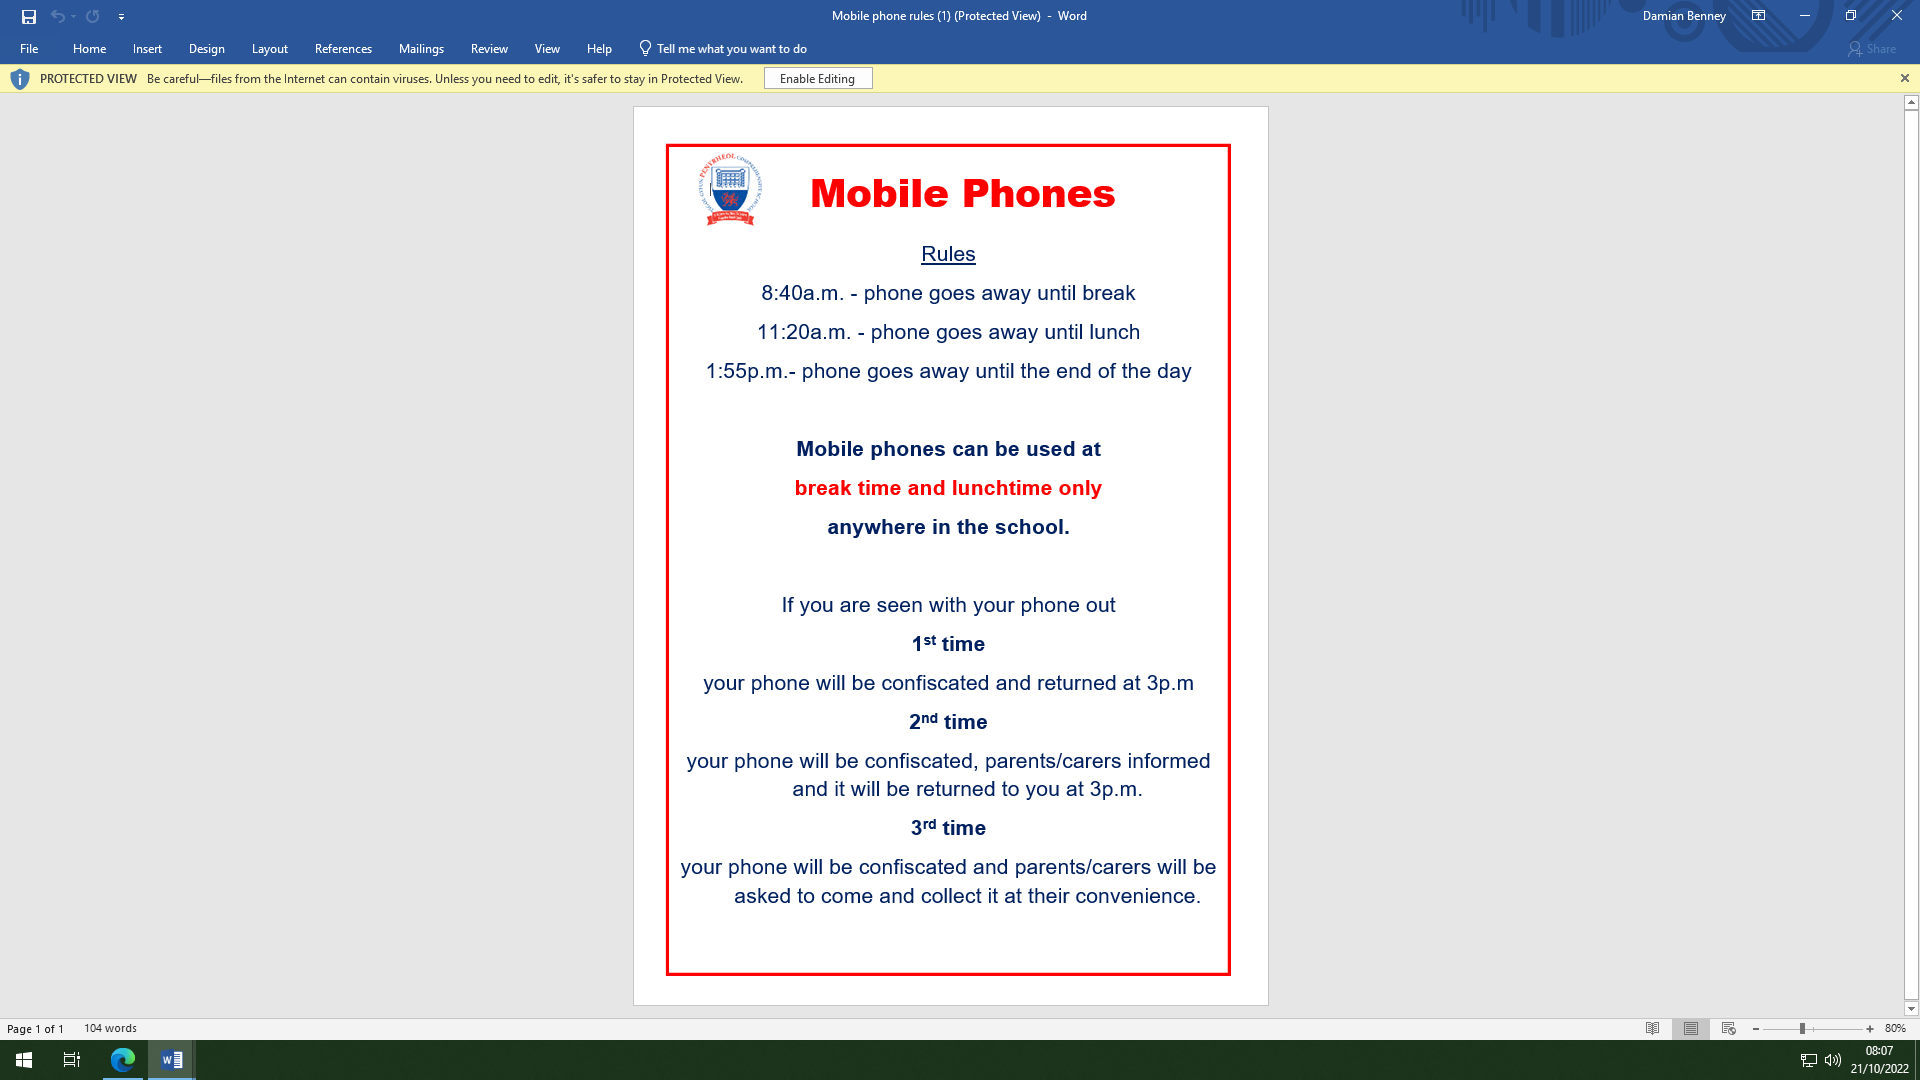 Mobile phone rules (1) (Protected View) - Word
Damian Benney
File Home Insert Design Layout References Mailings Review View Help Tell me what you want to do
Share
PROTECTED VIEW Be careful—files from the Internet can contain viruses. Unless you need to edit, it's safer to stay in Protected View. Enable Editing
PENYRHEOL COMPREHENSIVE SCHOOL
Mobile Phones
Rules
8:40a.m. - phone goes away until break
11:20a.m. - phone goes away until lunch
1:55p.m.- phone goes away until the end of the day
Mobile phones can be used at
break time and lunchtime only
anywhere in the school.
If you are seen with your phone out
1st time
your phone will be confiscated and returned at 3p.m
2nd time
your phone will be confiscated, parents/carers informed
and it will be returned to you at 3p.m.
3rd time
your phone will be confiscated and parents/carers will be
asked to come and collect it at their convenience.
Page 1 of 1 104 words
80%
08:07
21/10/2022